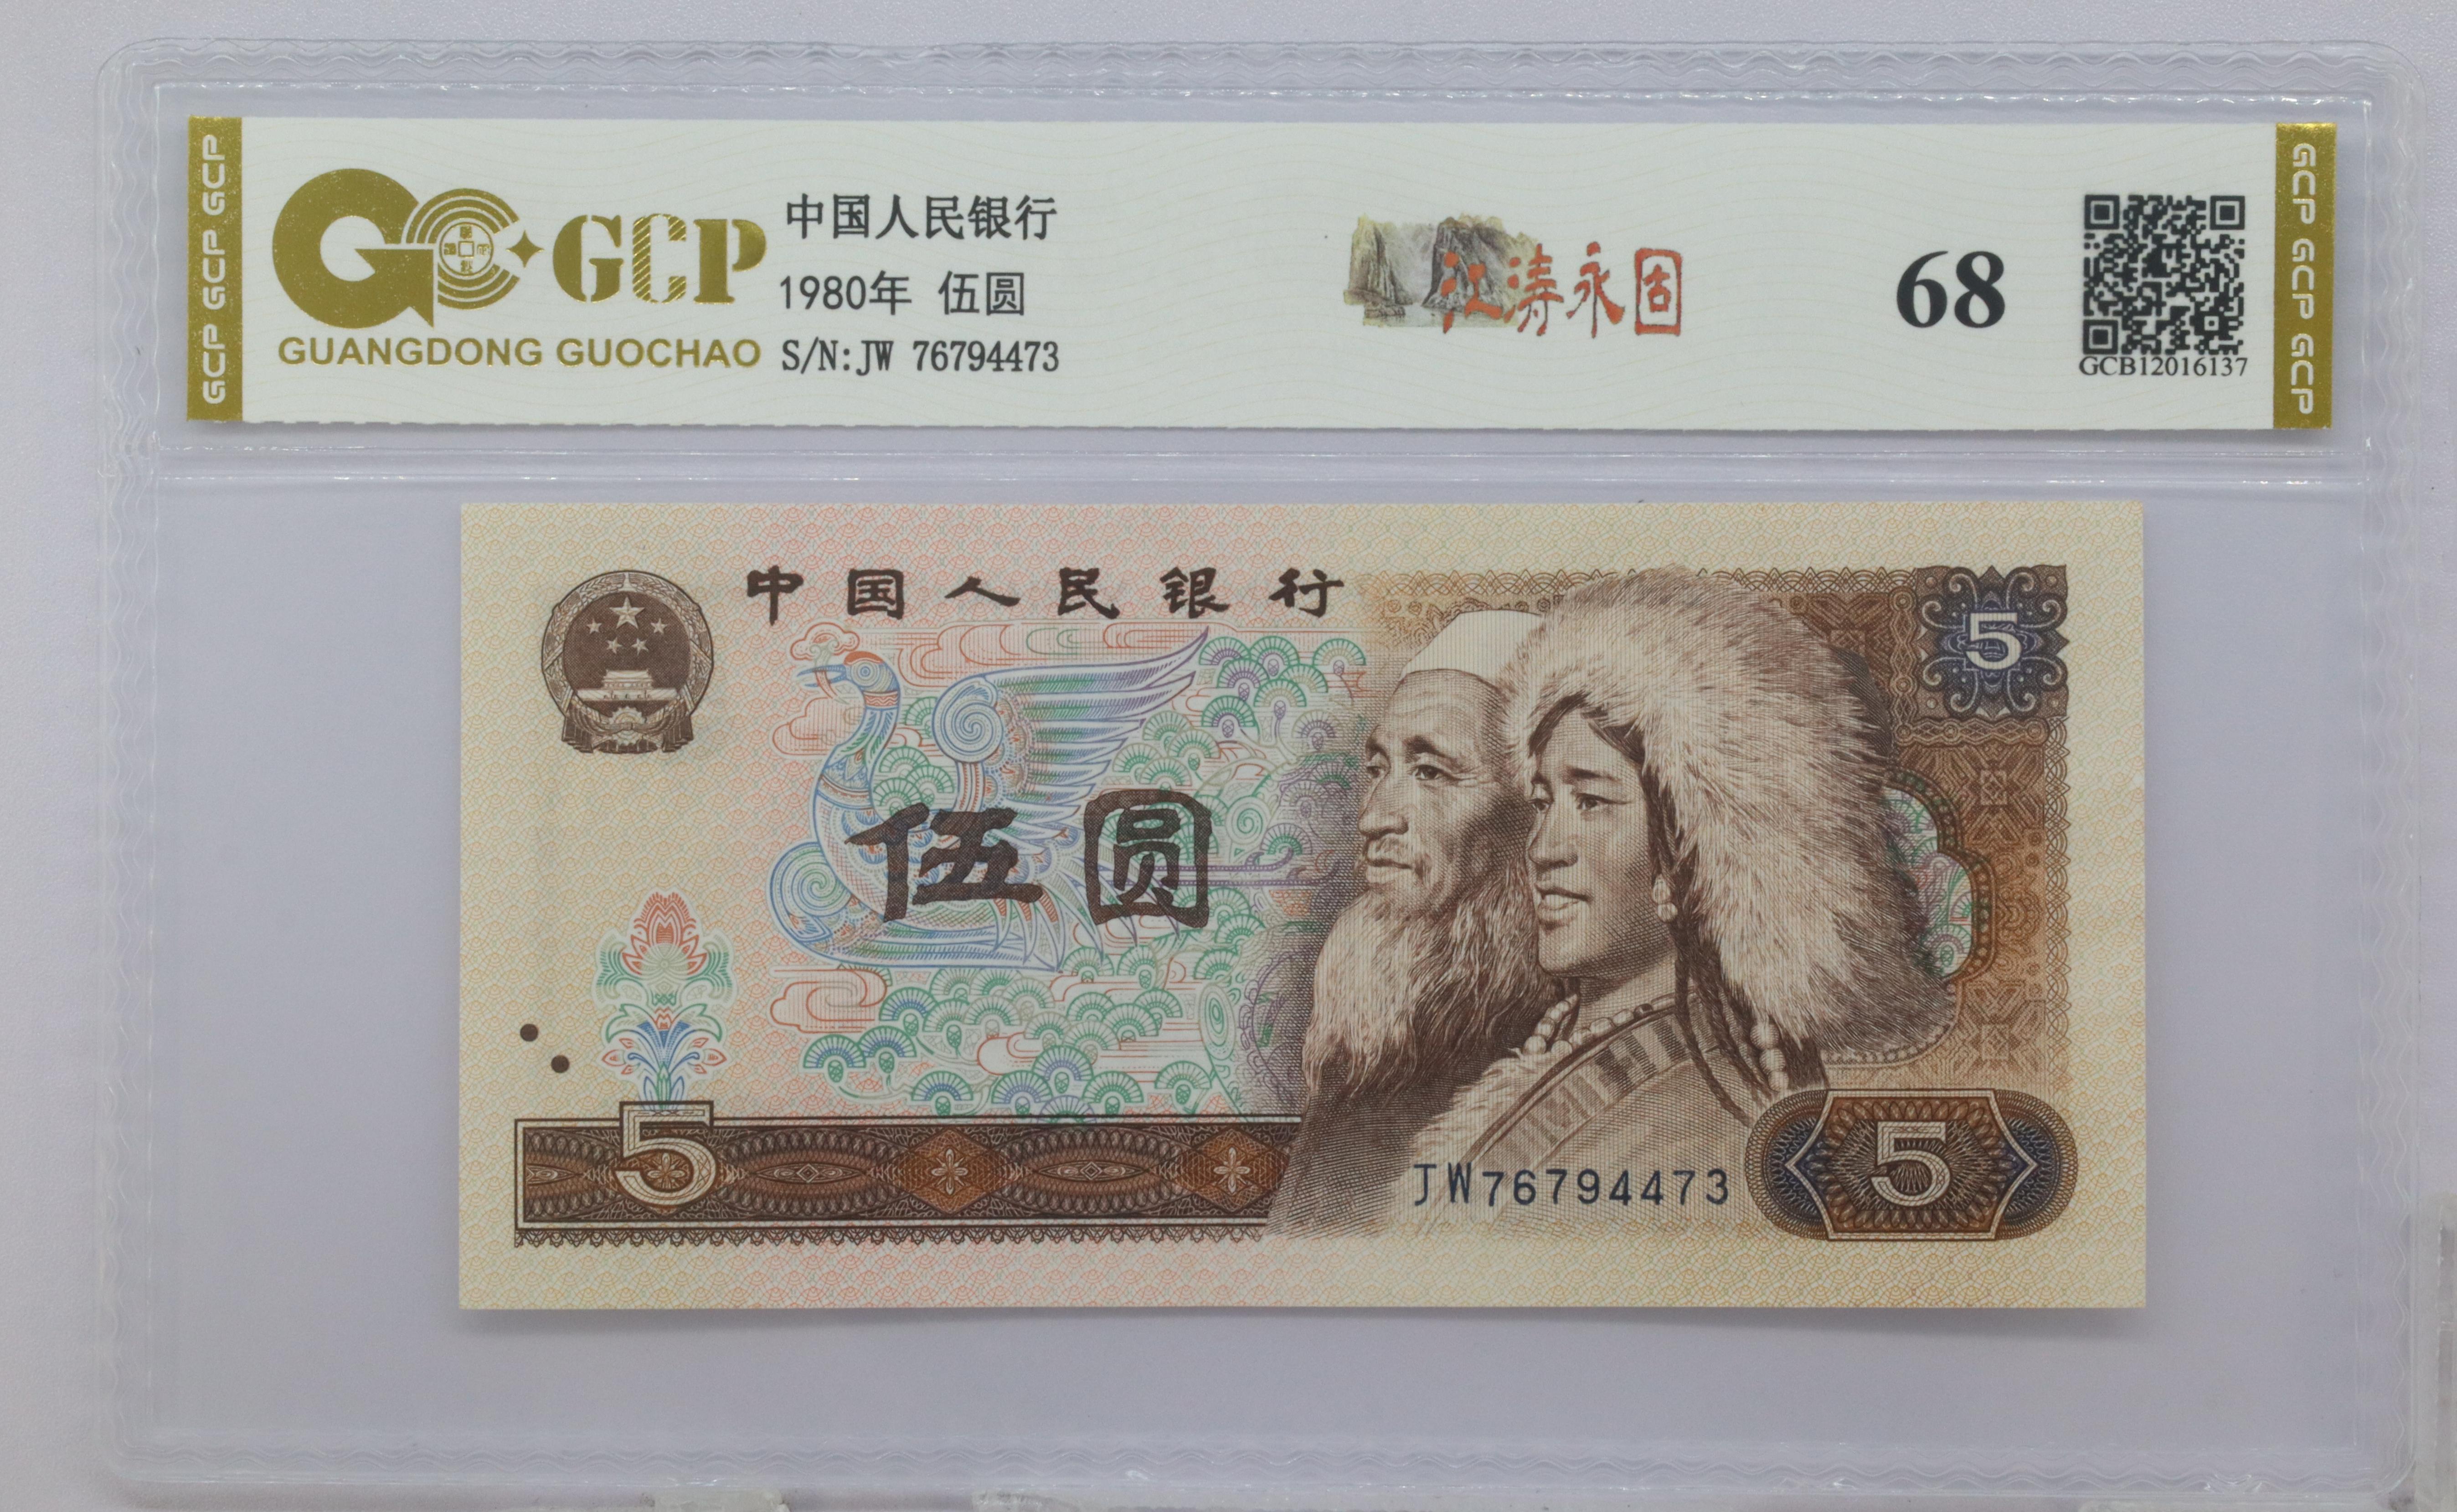 GCP GCP GCP
GCP
GUANGDONG GUOCHAO
中国人民银行
1980年 伍圆
S/N:JW 76794473
江涛永固
68
GCB12016137
GCP GCP GCP
中国人民银行
5
伍圆
5
JW76794473
5